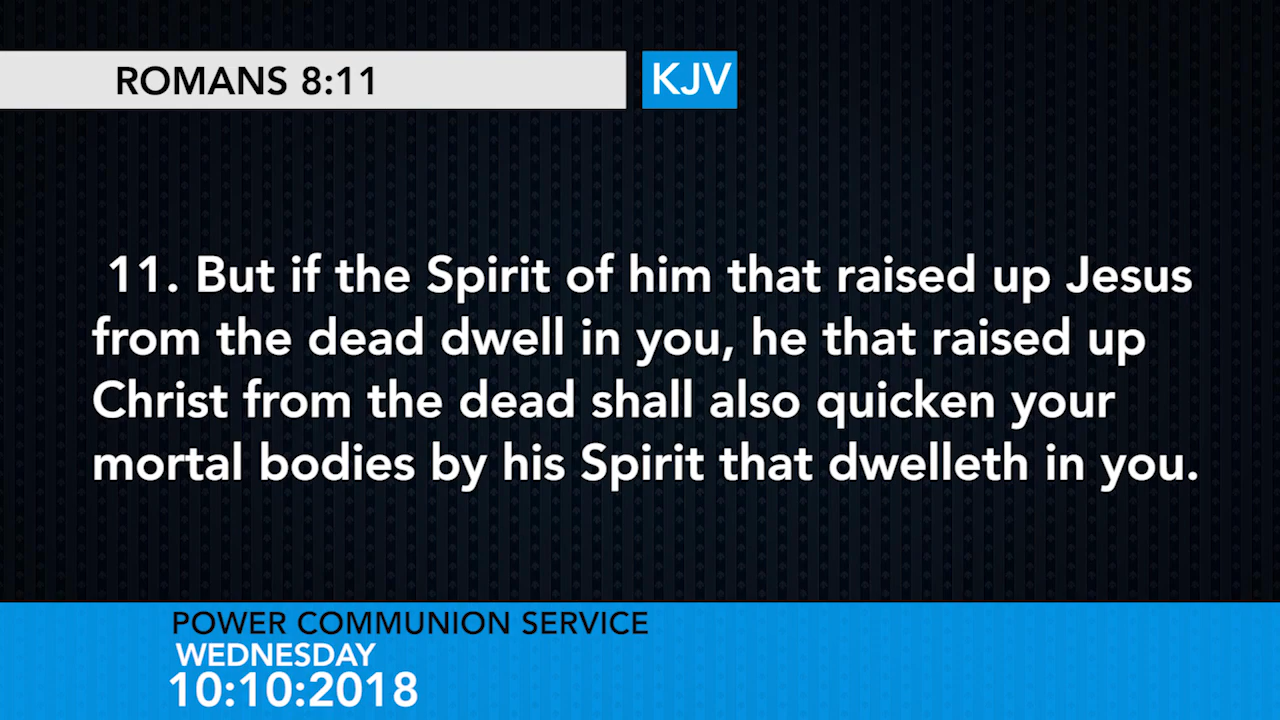 ROMANS 8:11 KJV
11. But if the Spirit of him that raised up Jesus
from the dead dwell in you, he that raised up
Christ from the dead shall also quicken your
mortal bodies by his Spirit that dwelleth in you.
POWER COMMUNION SERVICE
WEDNESDAY
10:10:2018